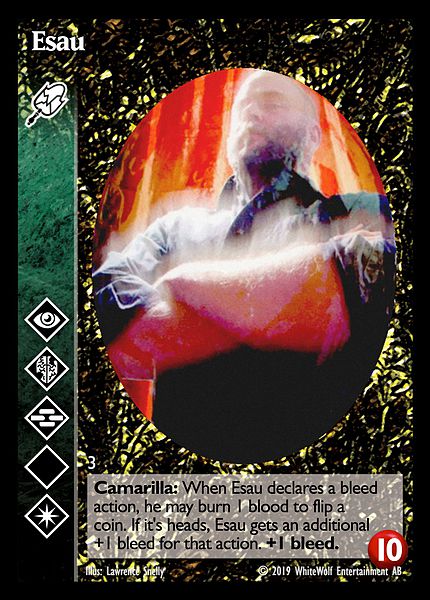 Esau
3
Camarilla: When Esau declares a bleed
action, he may burn 1 blood to flip a
coin. If it's heads, Esau gets an additional
+1 bleed for that action. +1 bleed.
10
Illus: Lawrence Snelly
© 2019 WhiteWolf Entertainment AB